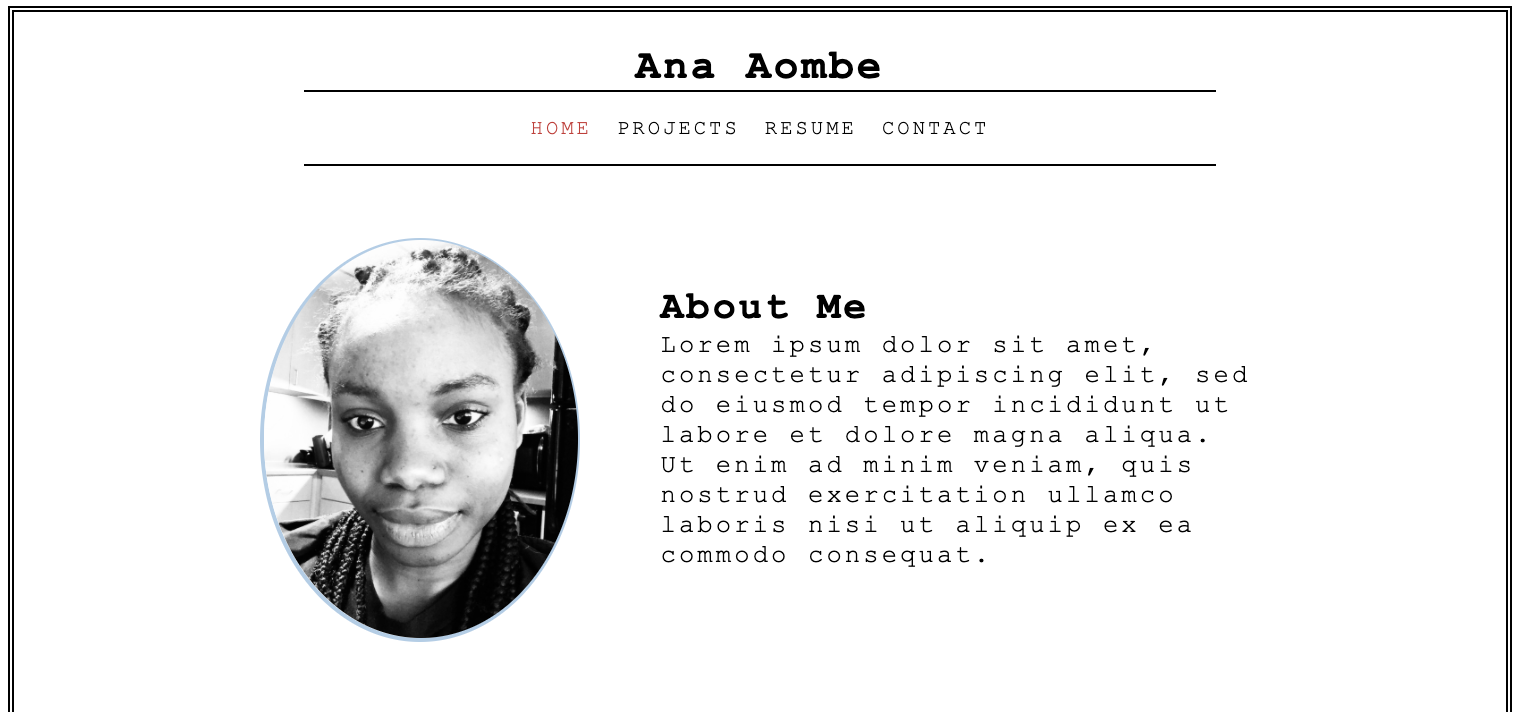 Ana Aombe
HOME PROJECTS RESUME CONTACT
About Me
Lorem ipsum dolor sit amet,
consectetur adipiscing elit, sed
do eiusmod tempor incididunt ut
labore et dolore magna aliqua.
Ut enim ad minim veniam, quis
nostrud exercitation ullamco
laboris nisi ut aliquip ex ea
commodo consequat.